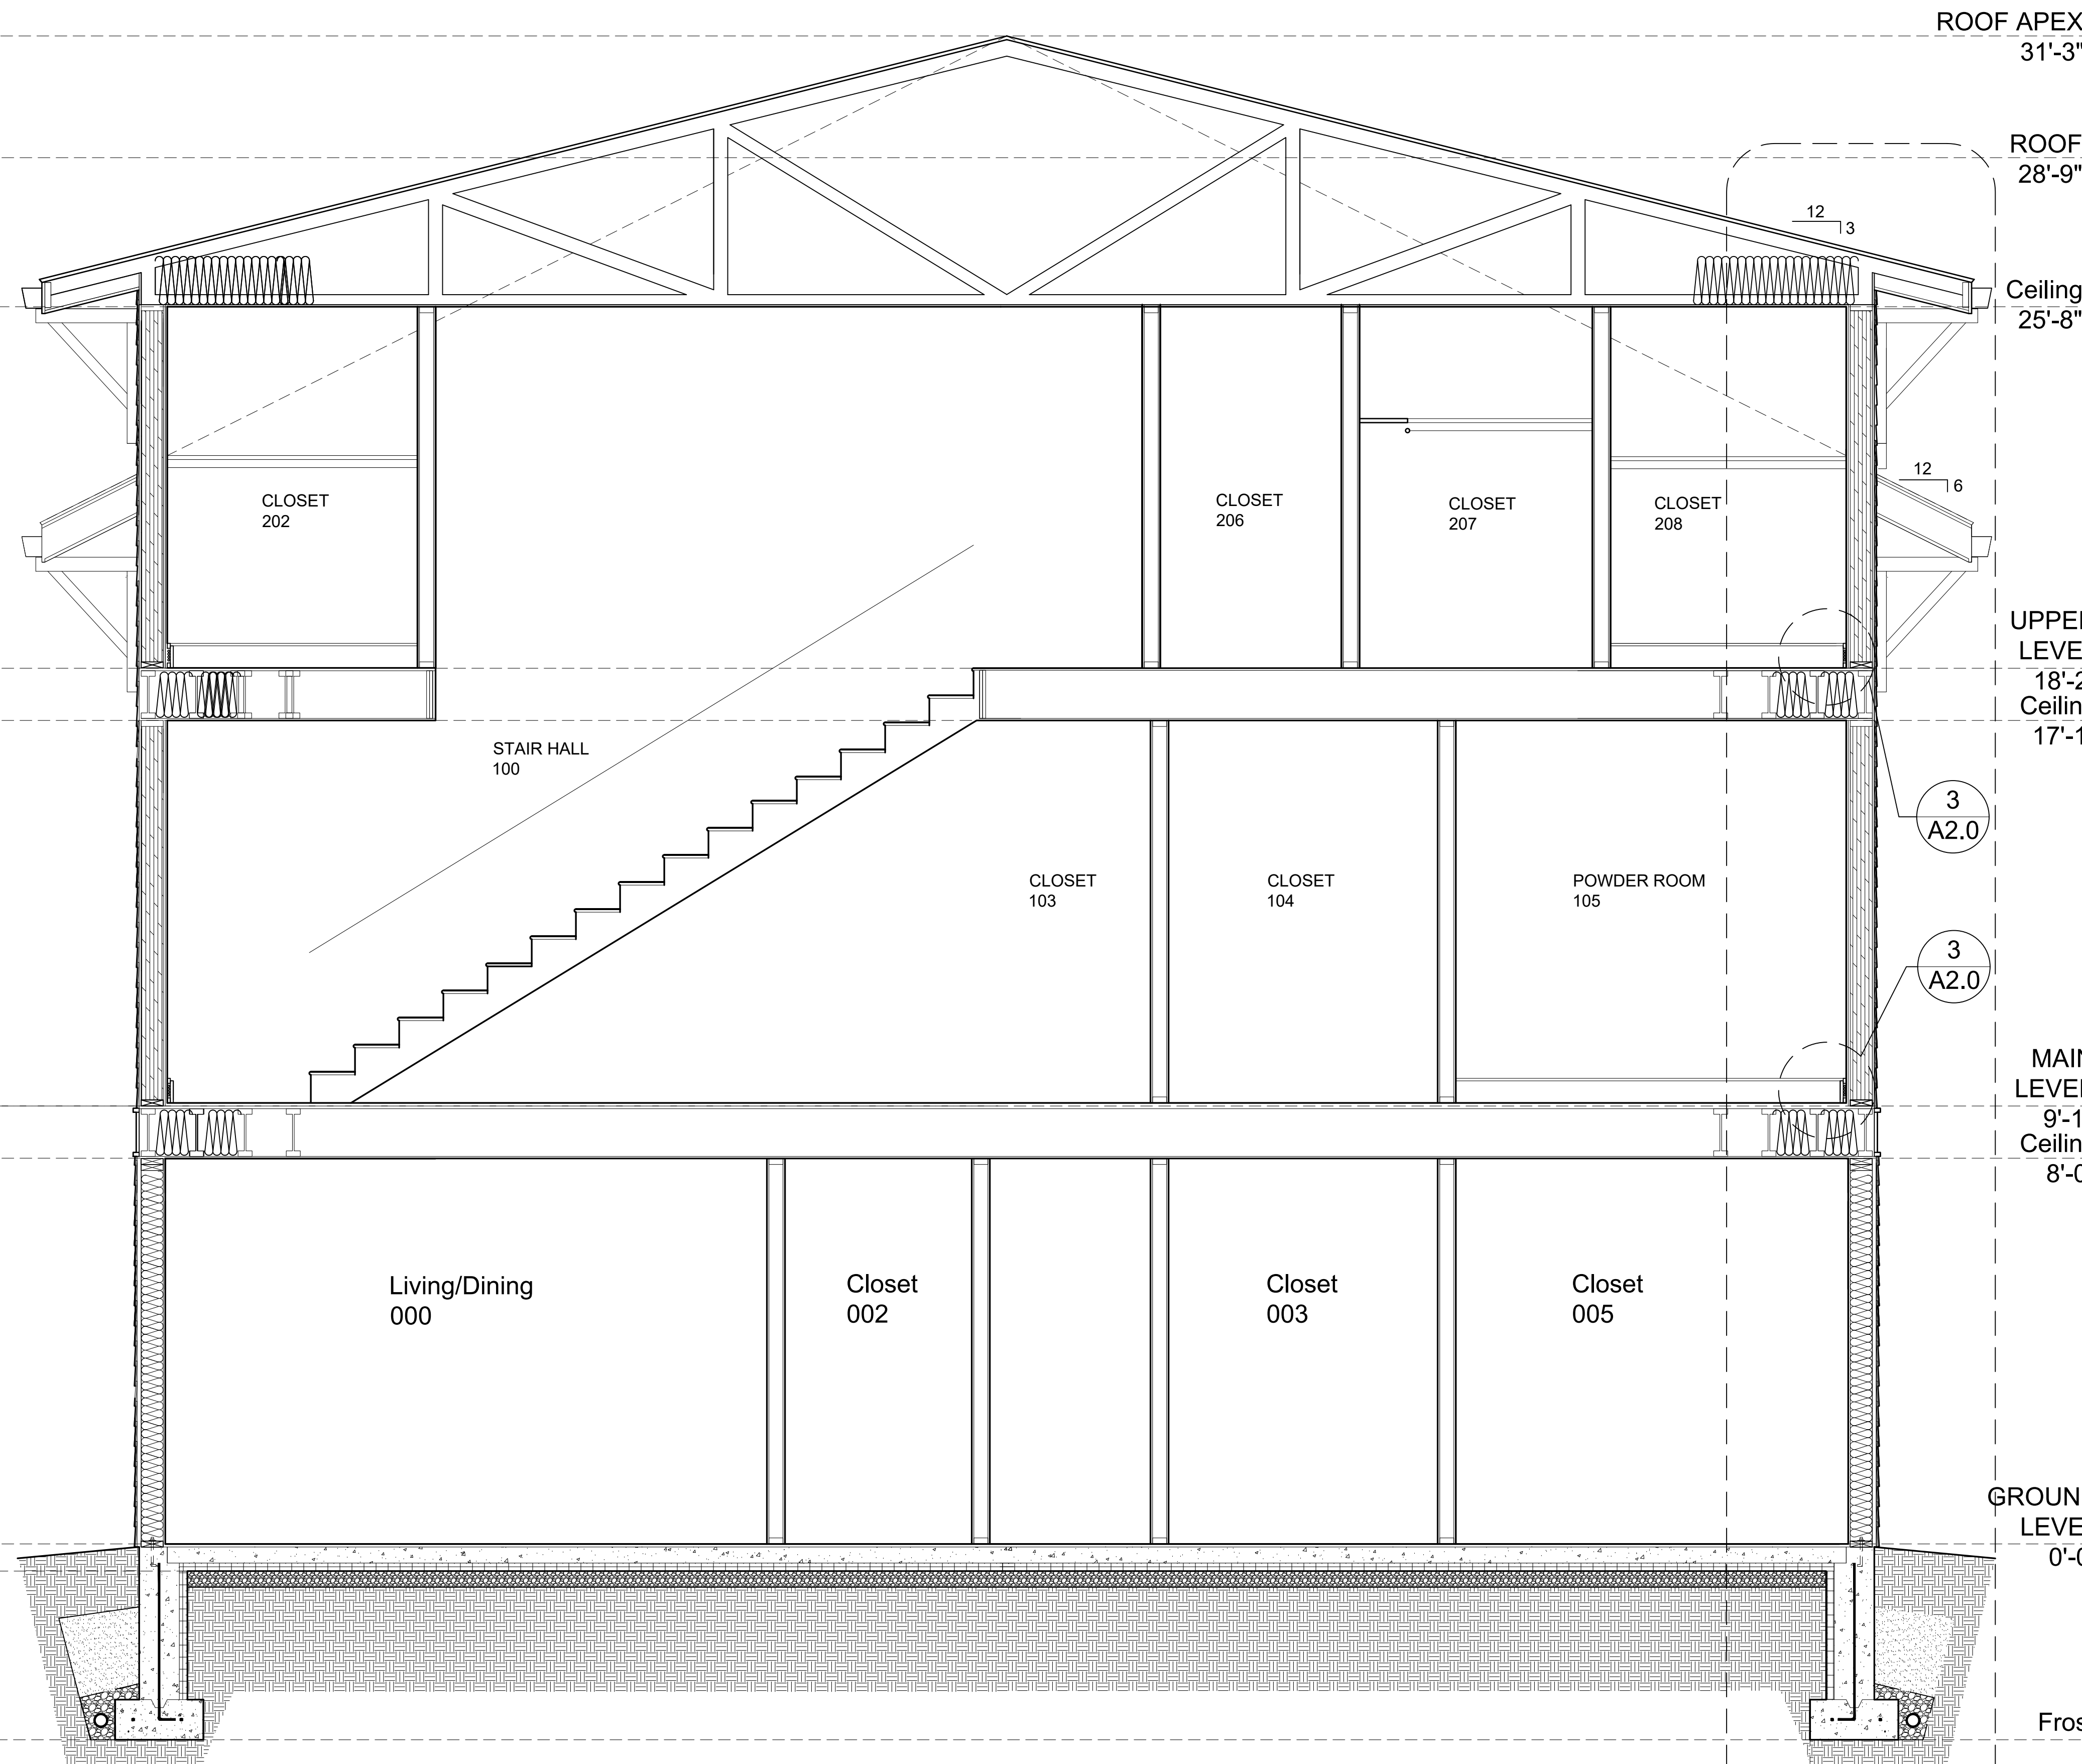 ROOF APEX
31'-3"
ROOF
28'-9"
12
3
Ceiling
25'-8"
CLOSET
202
CLOSET
206
CLOSET
207
CLOSET
208
12
6
UPPER
LEVE
18'-2
Ceilin
17'-1
STAIR HALL
100
3
A2.0
CLOSET
103
CLOSET
104
POWDER ROOM
105
3
A2.0
MAIN
LEVEL
9'-1
Ceilin
8'-0
Living/Dining
000
Closet
002
Closet
003
Closet
005
GROUN
LEVE
0'-0
Fros